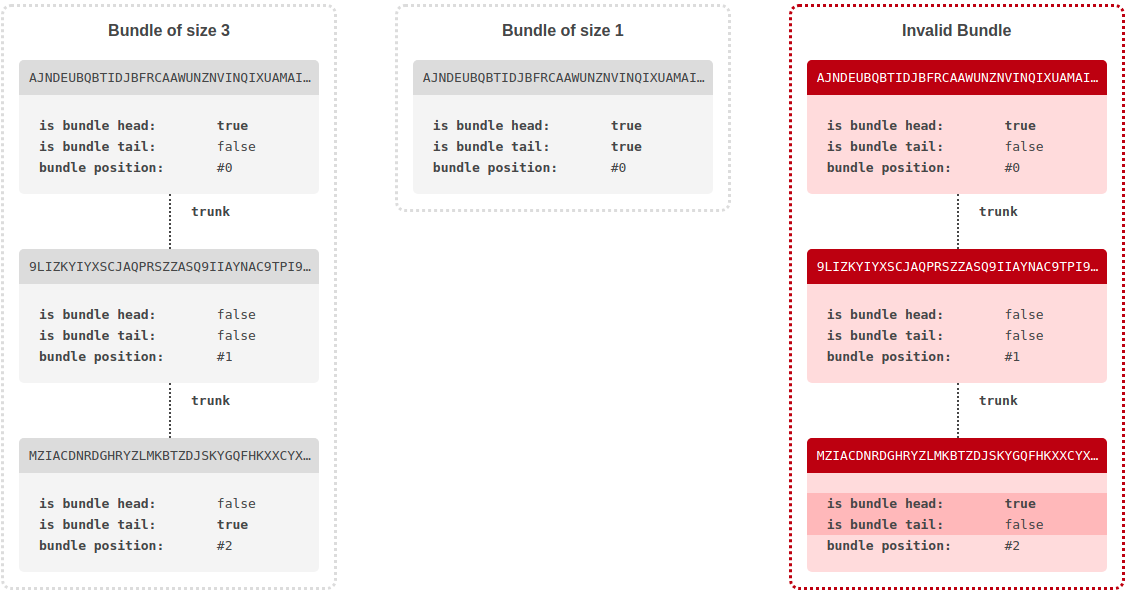 Bundle of size 3
AJNDEUBQBTIDJBFRCAAWUNZNVINQIXUAMAI…
is bundle head: true
is bundle tail: false
bundle position: #0
trunk
9LIZKYIYXSCJAQPRSZZASQ9IIAYNAC9TPI9…
is bundle head: false
is bundle tail: false
bundle position: #1
trunk
MZIACDNRDGHRYZLMKBTZDJSKYGQFHKXXCYX…
is bundle head: false
is bundle tail: true
bundle position: #2
Bundle of size 1
AJNDEUBQBTIDJBFRCAAWUNZNVINQIXUAMAI…
is bundle head: true
is bundle tail: true
bundle position: #0
Invalid Bundle
AJNDEUBQBTIDJBFRCAAWUNZNVINQIXUAMAI…
is bundle head: true
is bundle tail: false
bundle position: #0
trunk
9LIZKYIYXSCJAQPRSZZASQ9IIAYNAC9TPI9…
is bundle head: false
is bundle tail: false
bundle position: #1
trunk
MZIACDNRDGHRYZLMKBTZDJSKYGQFHKXXCYX…
is bundle head: true
is bundle tail: false
bundle position: #2